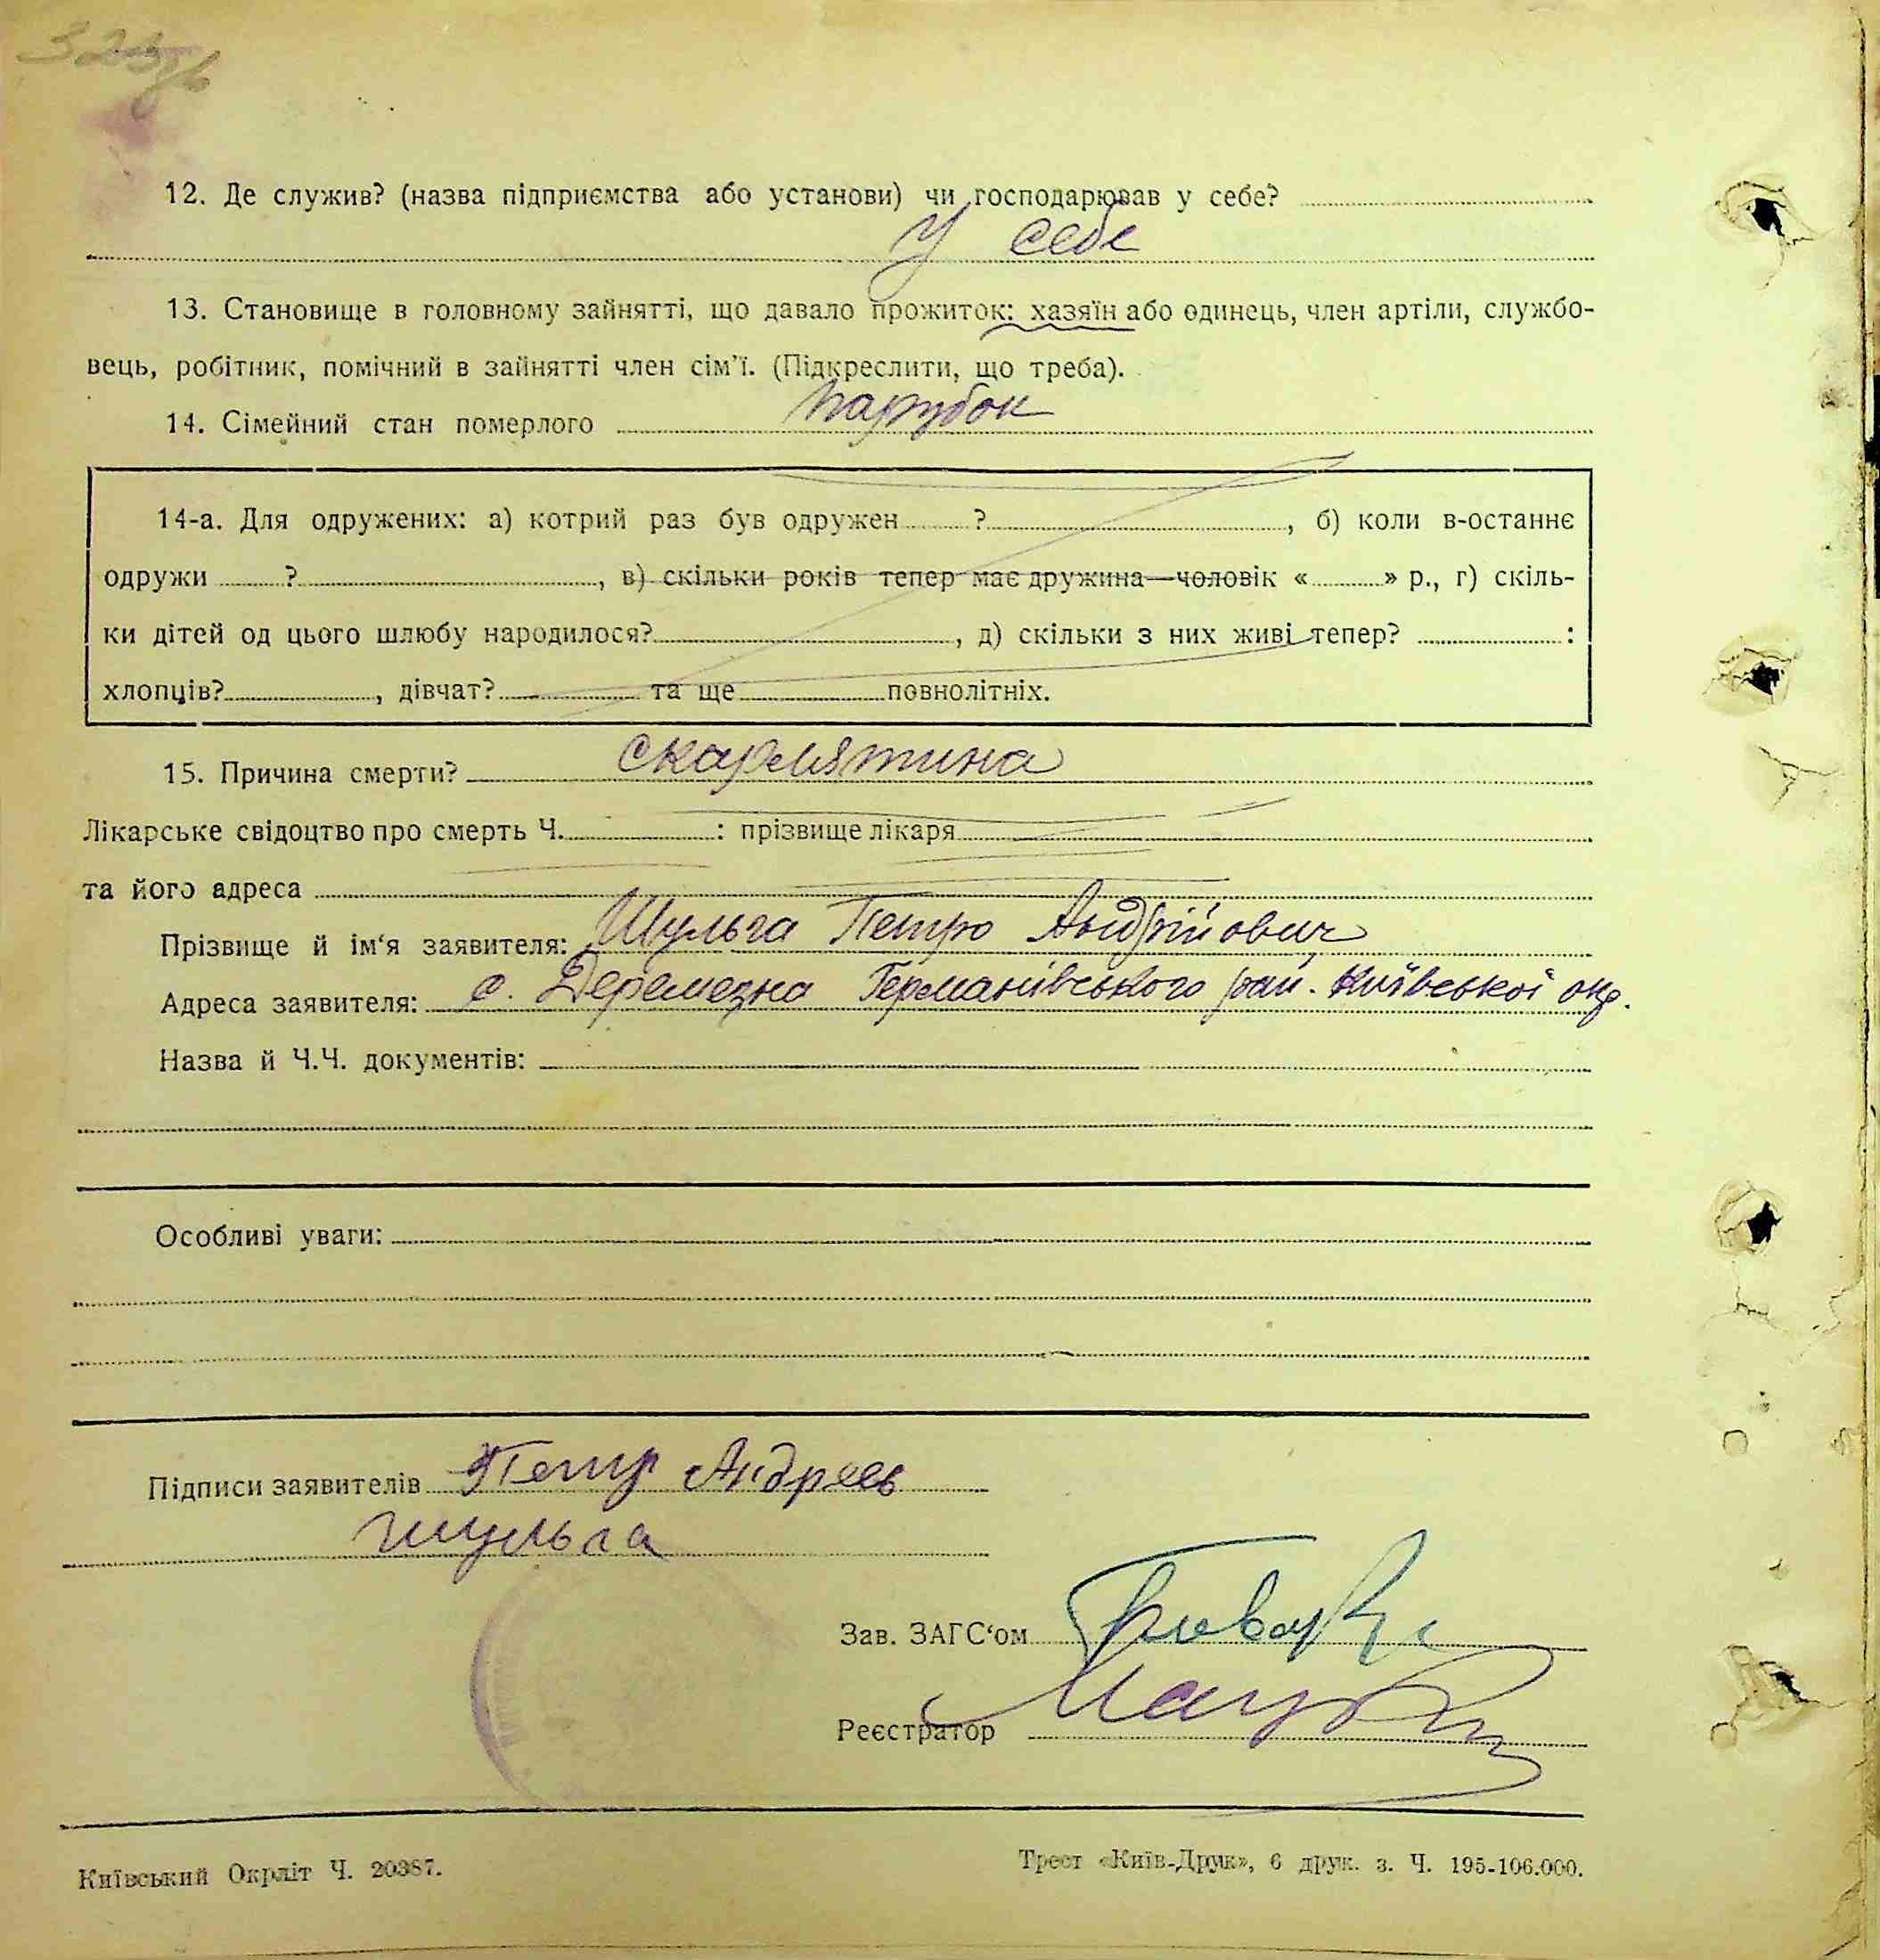 12. Де служив? (назва підприємства або установи) чи господарював у себе?
У себе
13. Становище в головному зайнятті, що давало прожиток: хазяїн або одинець, член артіли, службо-
вець, робітник, помічний в зайнятті член сім'ї. (Підкреслити, що треба).
14. Сімейний стан померлого парубок
14-а. Для одружених: а) котрий раз був одружен ? , б) коли в-останнє
одружи ? , в) скільки років тепер має дружина—чоловік « » р., г) скіль-
ки дітей од цього шлюбу народилося? , д) скільки з них живі тепер? :
хлопців? , дівчат? та ще повнолітніх.
15. Причина смерти? скарлятина
Лікарське свідоцтво про смерть Ч. : прізвище лікаря
та його адреса
Прізвище й ім'я заявителя: Шульга Петро Андрійович
Адреса заявителя: с. Деремезна Германівського рай. Київської окр.
Назва й Ч.Ч. документів:
Особливі уваги:
Підписи заявителів Петр Андреев
шульга
Зав. ЗАГС'ом
Реєстратор
Київський Окрліт Ч. 20387.
Трест «Київ-Друк», 6 друк. з. Ч. 195-106.000.